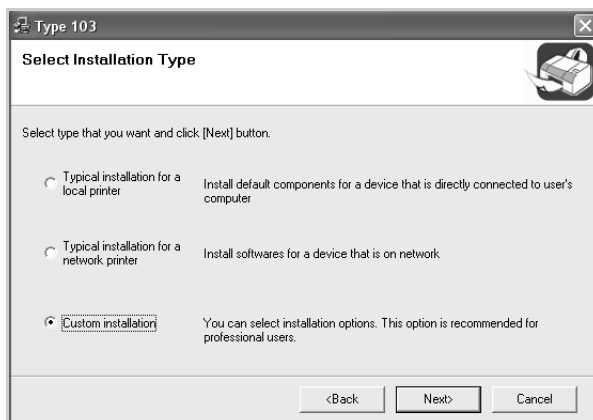 Type 103
Select Installation Type
Select type that you want and click [Next] button.
Typical installation for a
local printer
Install default components for a device that is directly connected to user's
computer
Typical installation for a
network printer
Install softwares for a device that is on network
Custom installation
You can select installation options. This option is recommended for
professional users.
<Back
Next>
Cancel